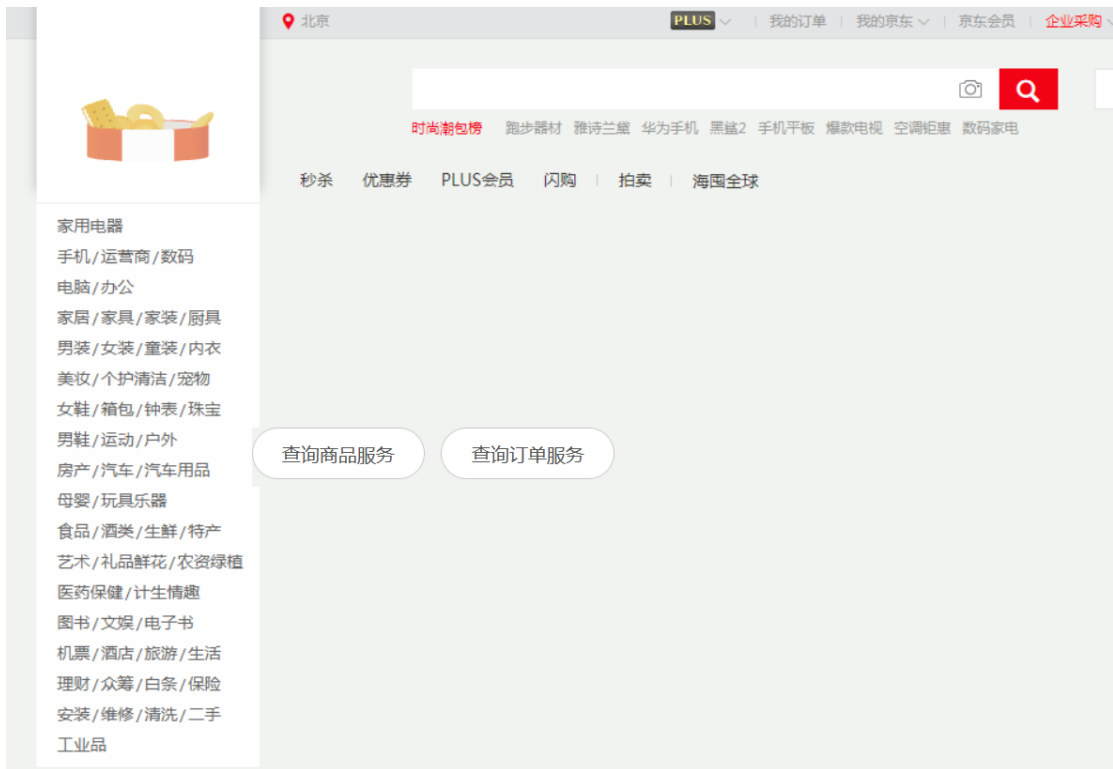 北京 PLUS 我的订单 我的京东 京东会员 企业采购
时尚潮包榜 跑步器材 雅诗兰黛 华为手机 黑鲨2 手机平板 爆款电视 空调钜惠 数码家电
秒杀 优惠券 PLUS会员 闪购 拍卖 海囤全球
家用电器
手机/运营商/数码
电脑/办公
家居/家具/家装/厨具
男装/女装/童装/内衣
美妆/个护清洁/宠物
女鞋/箱包/钟表/珠宝
男鞋/运动/户外
房产/汽车/汽车用品
母婴/玩具乐器
食品/酒类/生鲜/特产
艺术/礼品鲜花/农资绿植
医药保健/计生情趣
图书/文娱/电子书
机票/酒店/旅游/生活
理财/众筹/白条/保险
安装/维修/清洗/二手
工业品
查询商品服务 查询订单服务